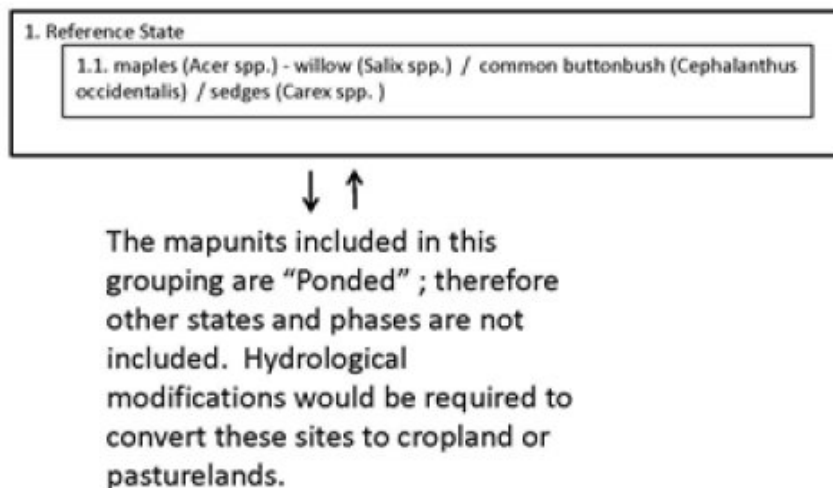 1. Reference State
1.1. maples (Acer spp.) - willow (Salix spp.) / common buttonbush (Cephalanthus
occidentalis) / sedges (Carex spp. )
The mapunits included in this
grouping are “Ponded” ; therefore
other states and phases are not
included. Hydrological
modifications would be required to
convert these sites to cropland or
pasturelands.